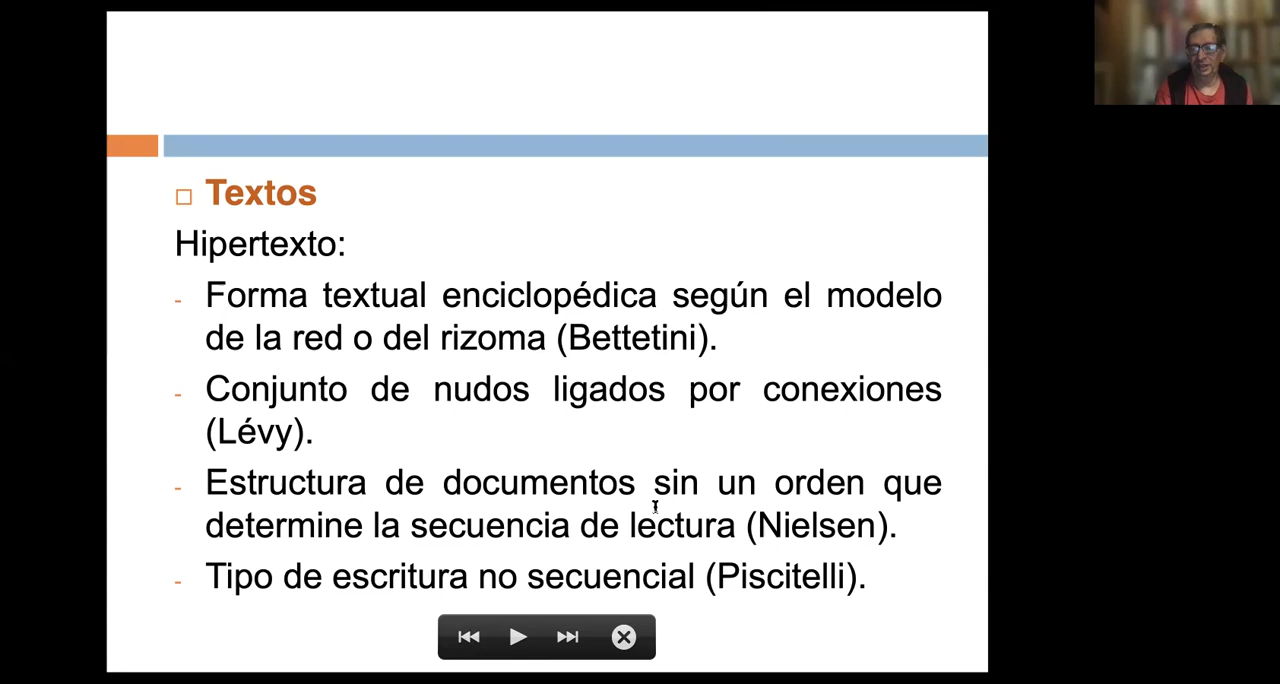 Textos
Hipertexto:
- Forma textual enciclopédica según el modelo
de la red o del rizoma (Bettetini).
- Conjunto de nudos ligados por conexiones
(Lévy).
- Estructura de documentos sin un orden que
determine la secuencia de lectura (Nielsen).
- Tipo de escritura no secuencial (Piscitelli).